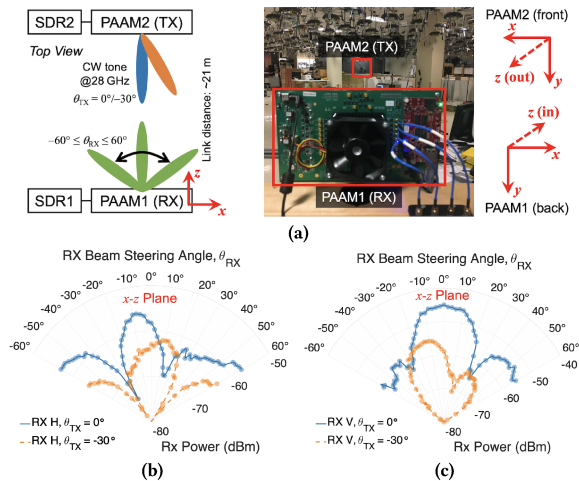 SDR2
PAAM2 (TX)
Top View
CW tone
@28 GHz
θTX = 0°/–30°
–60° ≤ θRX ≤ 60°
Link distance: ~21 m
z
x
SDR1
PAAM1 (RX)
PAAM2 (TX)
PAAM1 (RX)
PAAM2 (front)
x
z (out)
y
z (in)
x
y
PAAM1 (back)
(a)
RX Beam Steering Angle, θRX
-10° 0° 10°
-20° 20°
-30° 30°
-40° 40°
-50° 50°
-60° 60°
x-z Plane
-50
-60
-70
-80
RX H, θTX = 0°
RX H, θTX = -30°
Rx Power (dBm)
(b)
RX Beam Steering Angle, θRX
-10° 0° 10°
-20° 20°
-30° 30°
-40° 40°
-50° 50°
-60° 60°
x-z Plane
-50
-60
-70
-80
RX V, θTX = 0°
RX V, θTX = -30°
Rx Power (dBm)
(c)